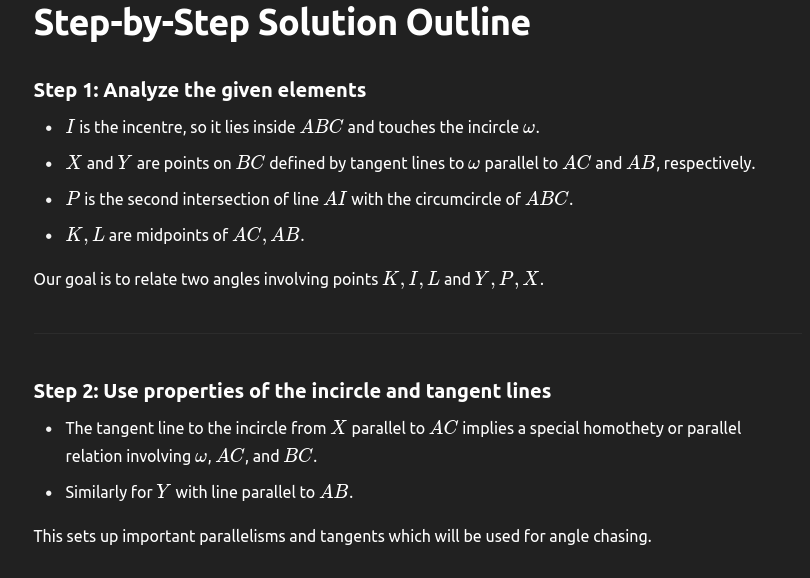 Step-by-Step Solution Outline
Step 1: Analyze the given elements
• I is the incentre, so it lies inside ABC and touches the incircle ω.
• X and Y are points on BC defined by tangent lines to ω parallel to AC and AB, respectively.
• P is the second intersection of line AI with the circumcircle of ABC.
• K, L are midpoints of AC, AB.
Our goal is to relate two angles involving points K, I, L and Y, P, X.
Step 2: Use properties of the incircle and tangent lines
• The tangent line to the incircle from X parallel to AC implies a special homothety or parallel
relation involving ω, AC, and BC.
• Similarly for Y with line parallel to AB.
This sets up important parallelisms and tangents which will be used for angle chasing.